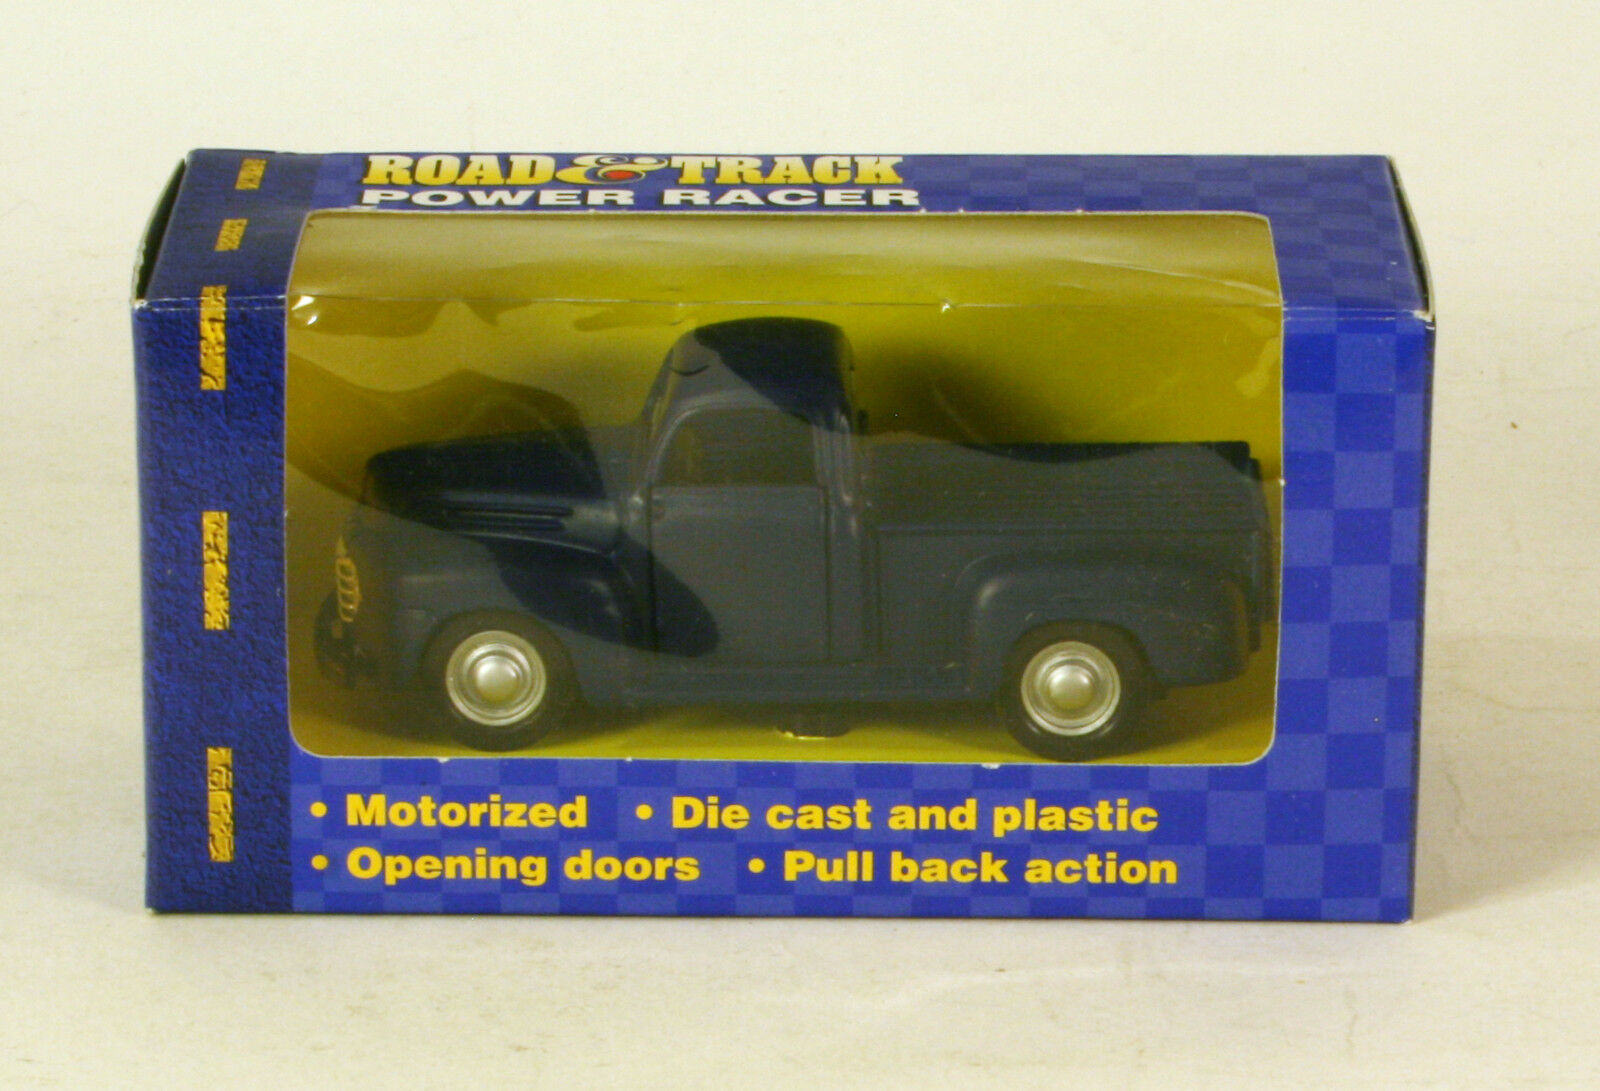 ROAD & TRACK
POWER RACER
• Motorized • Die cast and plastic
• Opening doors • Pull back action